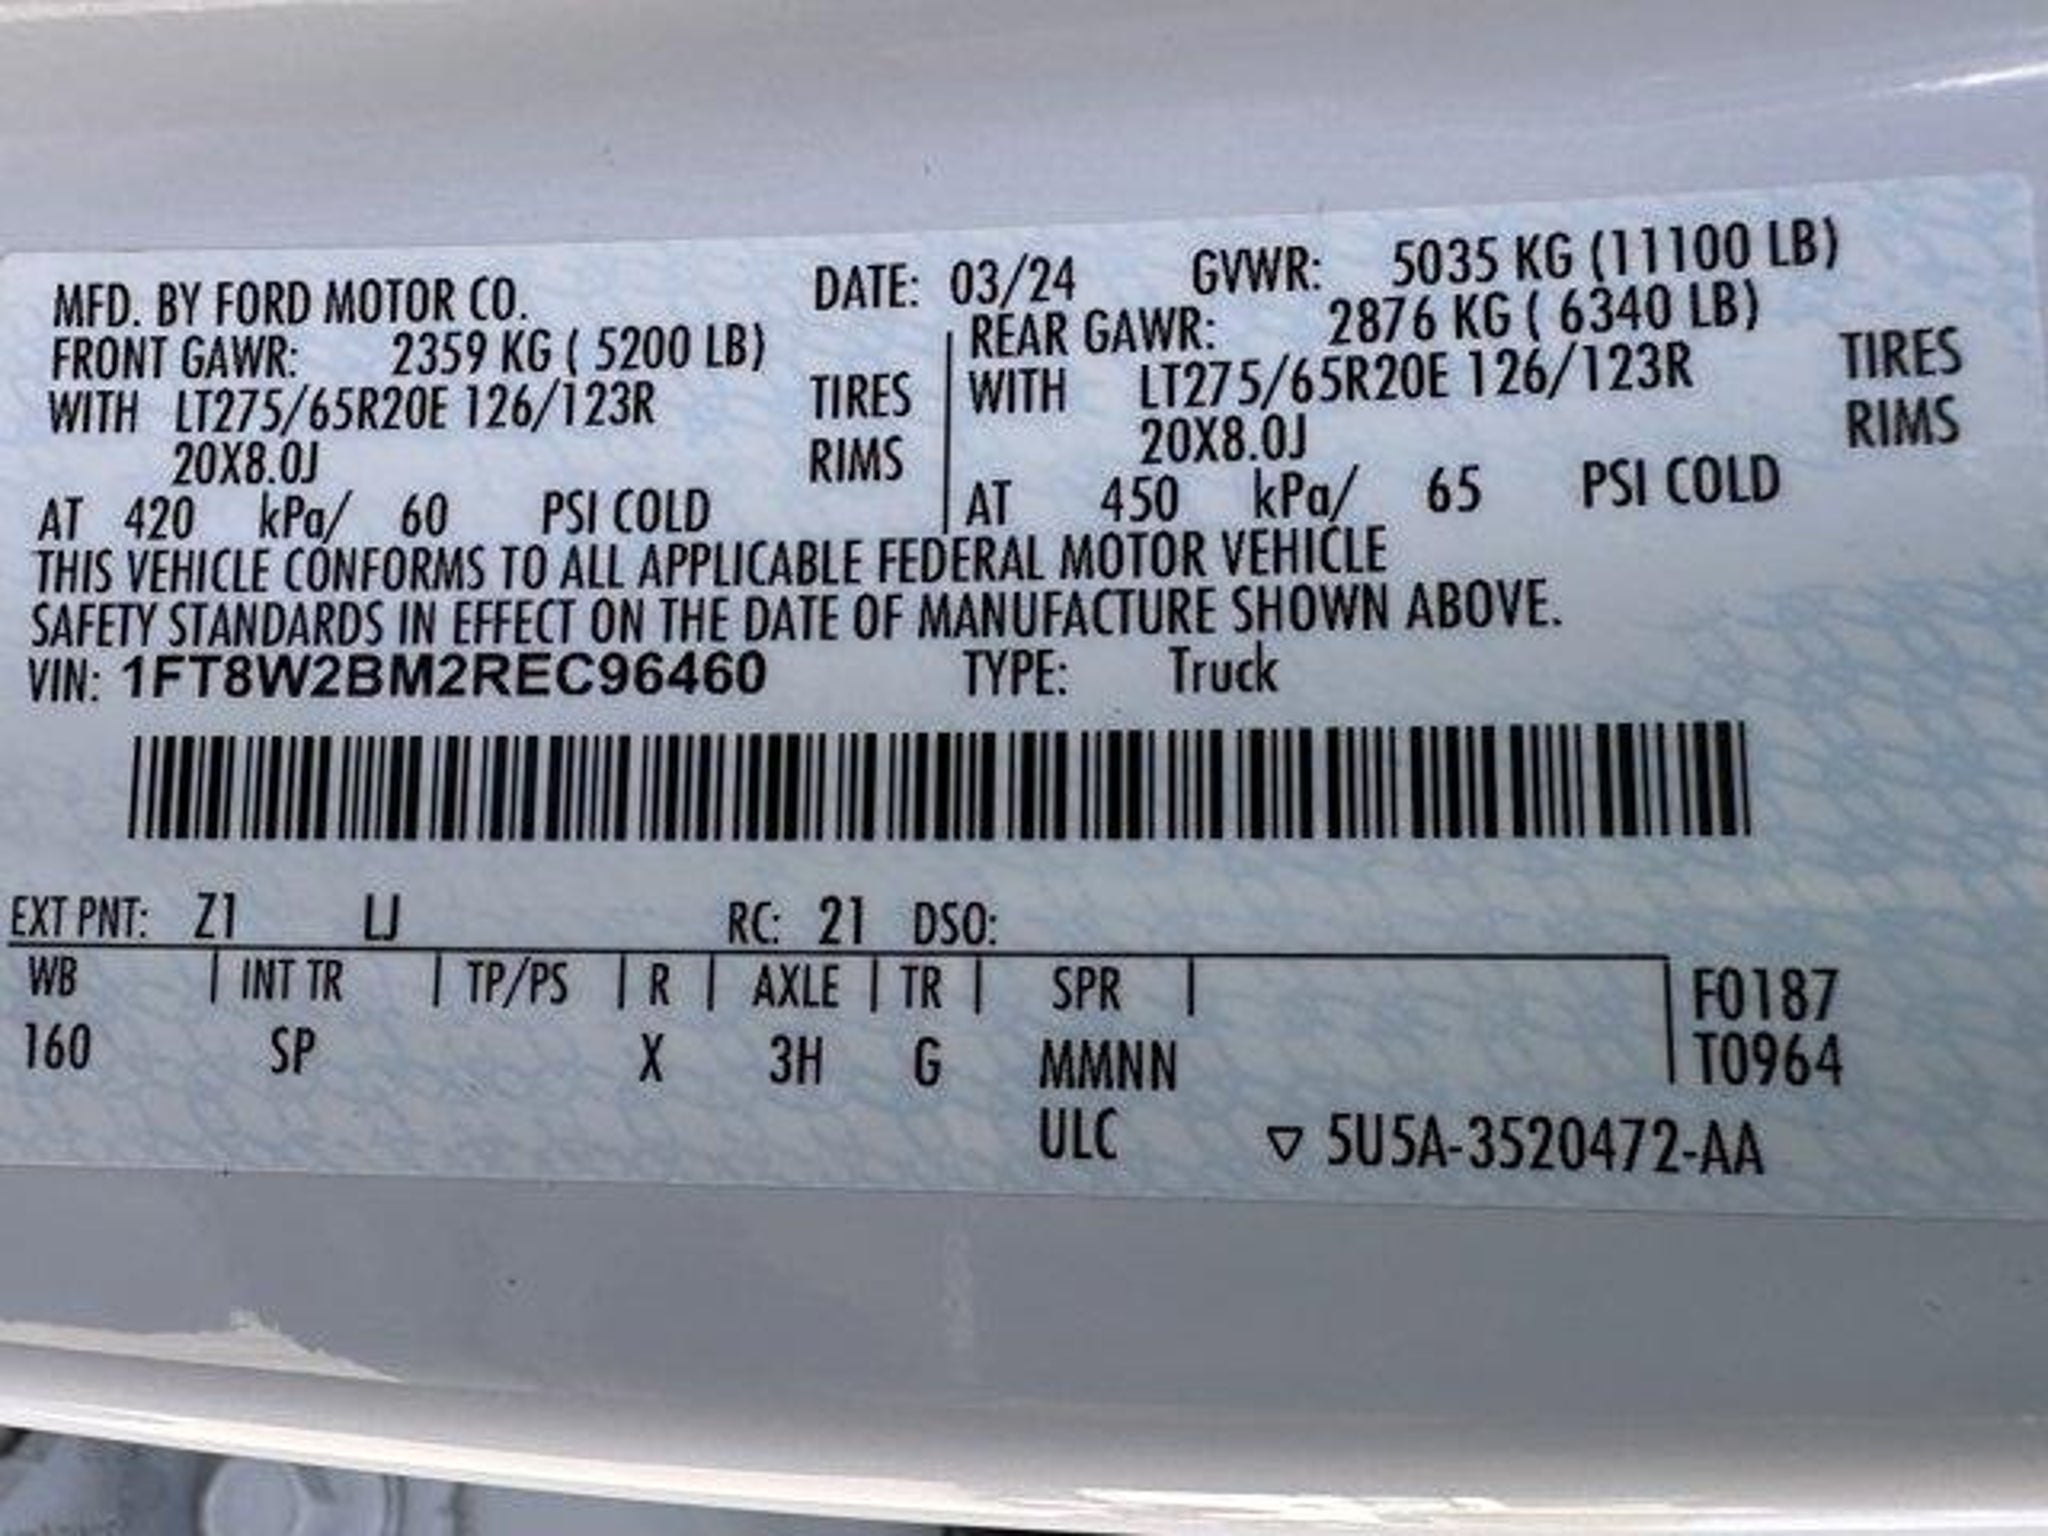 MFD. BY FORD MOTOR CO. DATE: 03/24 GVWR: 5035 KG (11100 LB)
FRONT GAWR: 2359 KG ( 5200 LB) REAR GAWR: 2876 KG ( 6340 LB)
WITH LT275/65R20E 126/123R TIRES WITH LT275/65R20E 126/123R TIRES
20X8.0J RIMS 20X8.0J RIMS
AT 420 kPa/ 60 PSI COLD AT 450 kPa/ 65 PSI COLD
THIS VEHICLE CONFORMS TO ALL APPLICABLE FEDERAL MOTOR VEHICLE
SAFETY STANDARDS IN EFFECT ON THE DATE OF MANUFACTURE SHOWN ABOVE.
VIN: 1FT8W2BM2REC96460 TYPE: Truck
EXT PNT: Z1 LJ RC: 21 DSO:
WB INT TR TP/PS R AXLE TR SPR F0187
160 SP X 3H G MMNN T0964
ULC ▽ 5U5A-3520472-AA